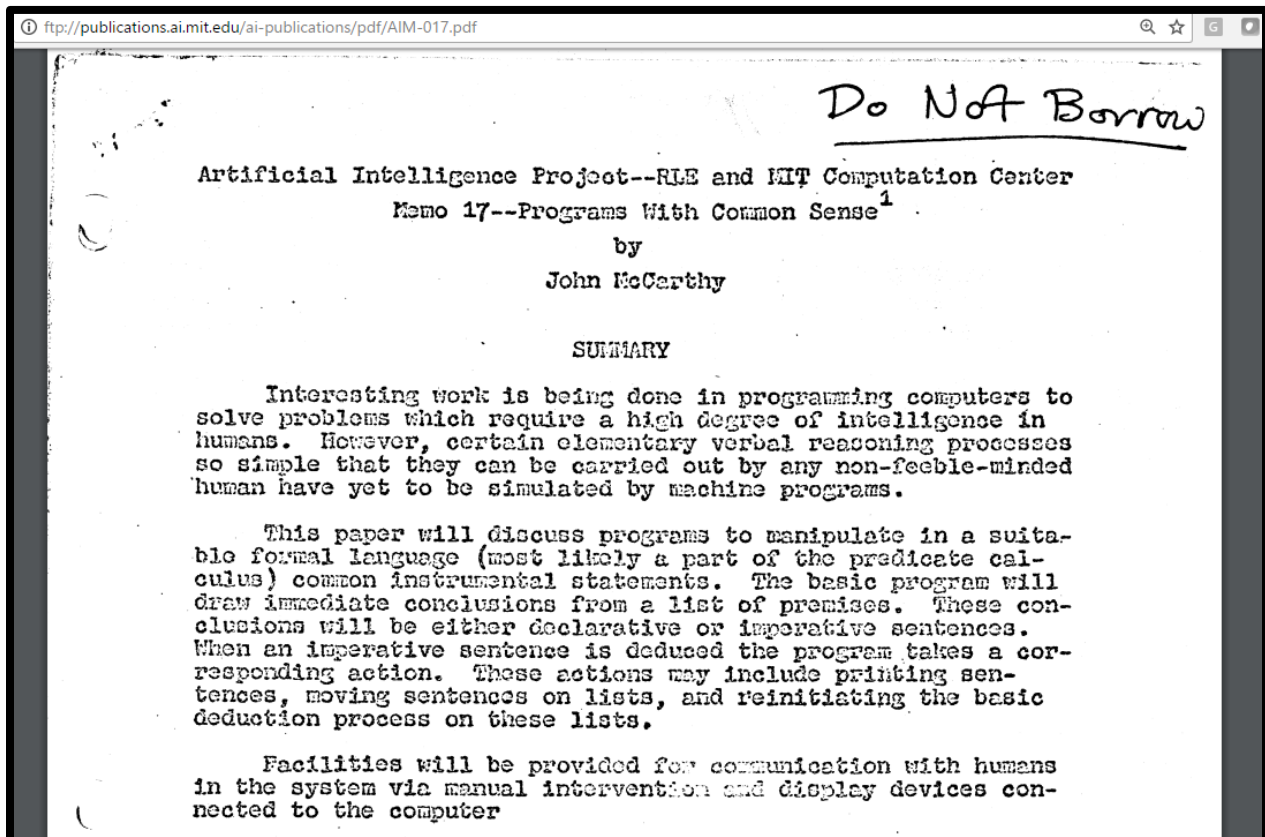 ftp://publications.ai.mit.edu/ai-publications/pdf/AIM-017.pdf
G
Do Not Borrow
Artificial Intelligence Project--RLE and MIT Computation Center
Memo 17--Programs With Common Sense1
by
John McCarthy
SUMMARY
Interesting work is being done in programming computers to
solve problems which require a high degree of intelligence in
humans. However, certain elementary verbal reasoning processes
so simple that they can be carried out by any non-feeble-minded
human have yet to be simulated by machine programs.
This paper will discuss programs to manipulate in a suita-
ble formal language (most likely a part of the predicate cal-
culus) common instrumental statements. The basic program will
draw immediate conclusions from a list of premises. These con-
clusions will be either declarative or imperative sentences.
When an imperative sentence is deduced the program takes a cor-
responding action. These actions may include printing sen-
tences, moving sentences on lists, and reinitiating the basic
deduction process on these lists.
Facilities will be provided for communication with humans
in the system via manual intervention and display devices con-
nected to the computer